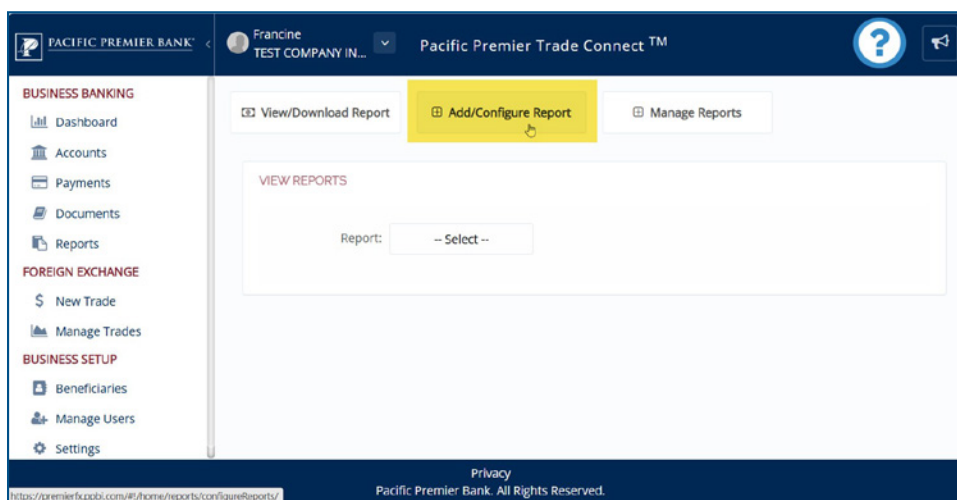 PACIFIC PREMIER BANK
Francine
TEST COMPANY IN...
Pacific Premier Trade Connect TM
?
BUSINESS BANKING
Dashboard
Accounts
Payments
Documents
Reports
FOREIGN EXCHANGE
$ New Trade
Manage Trades
BUSINESS SETUP
Beneficiaries
Manage Users
Settings
View/Download Report
Add/Configure Report
Manage Reports
VIEW REPORTS
Report: -- Select --
Privacy
Pacific Premier Bank. All Rights Reserved.
https://premierfx.ppbi.com/#!/home/reports/configureReports/